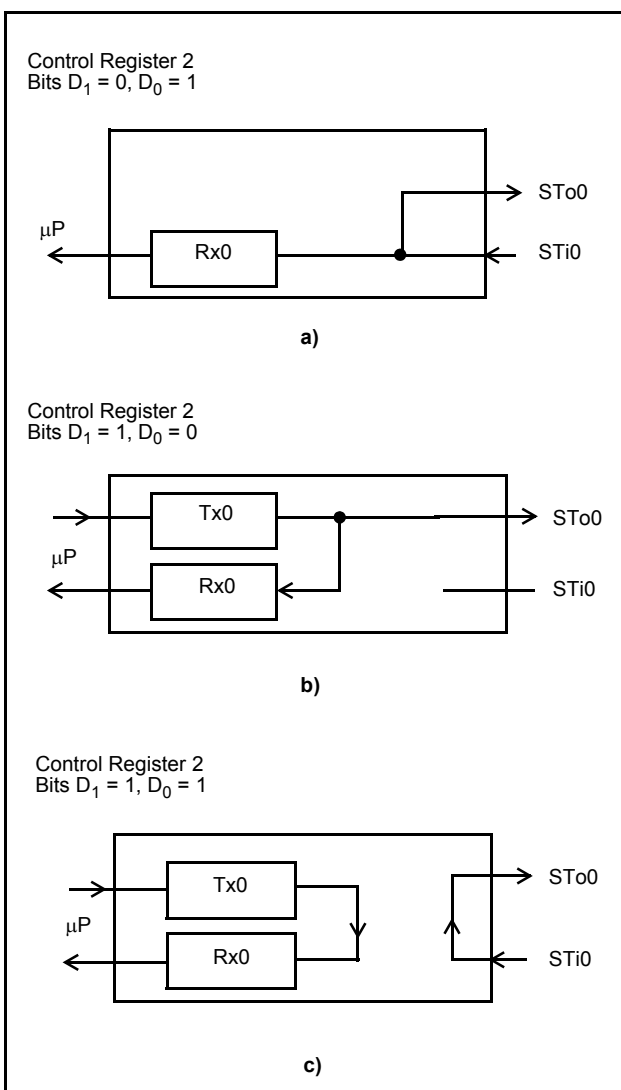 Control Register 2
Bits D₁ = 0, D₀ = 1
STo0
µP
Rx0
STi0
a)
Control Register 2
Bits D₁ = 1, D₀ = 0
Tx0
STo0
µP
Rx0
STi0
b)
Control Register 2
Bits D₁ = 1, D₀ = 1
Tx0
STo0
µP
Rx0
STi0
c)